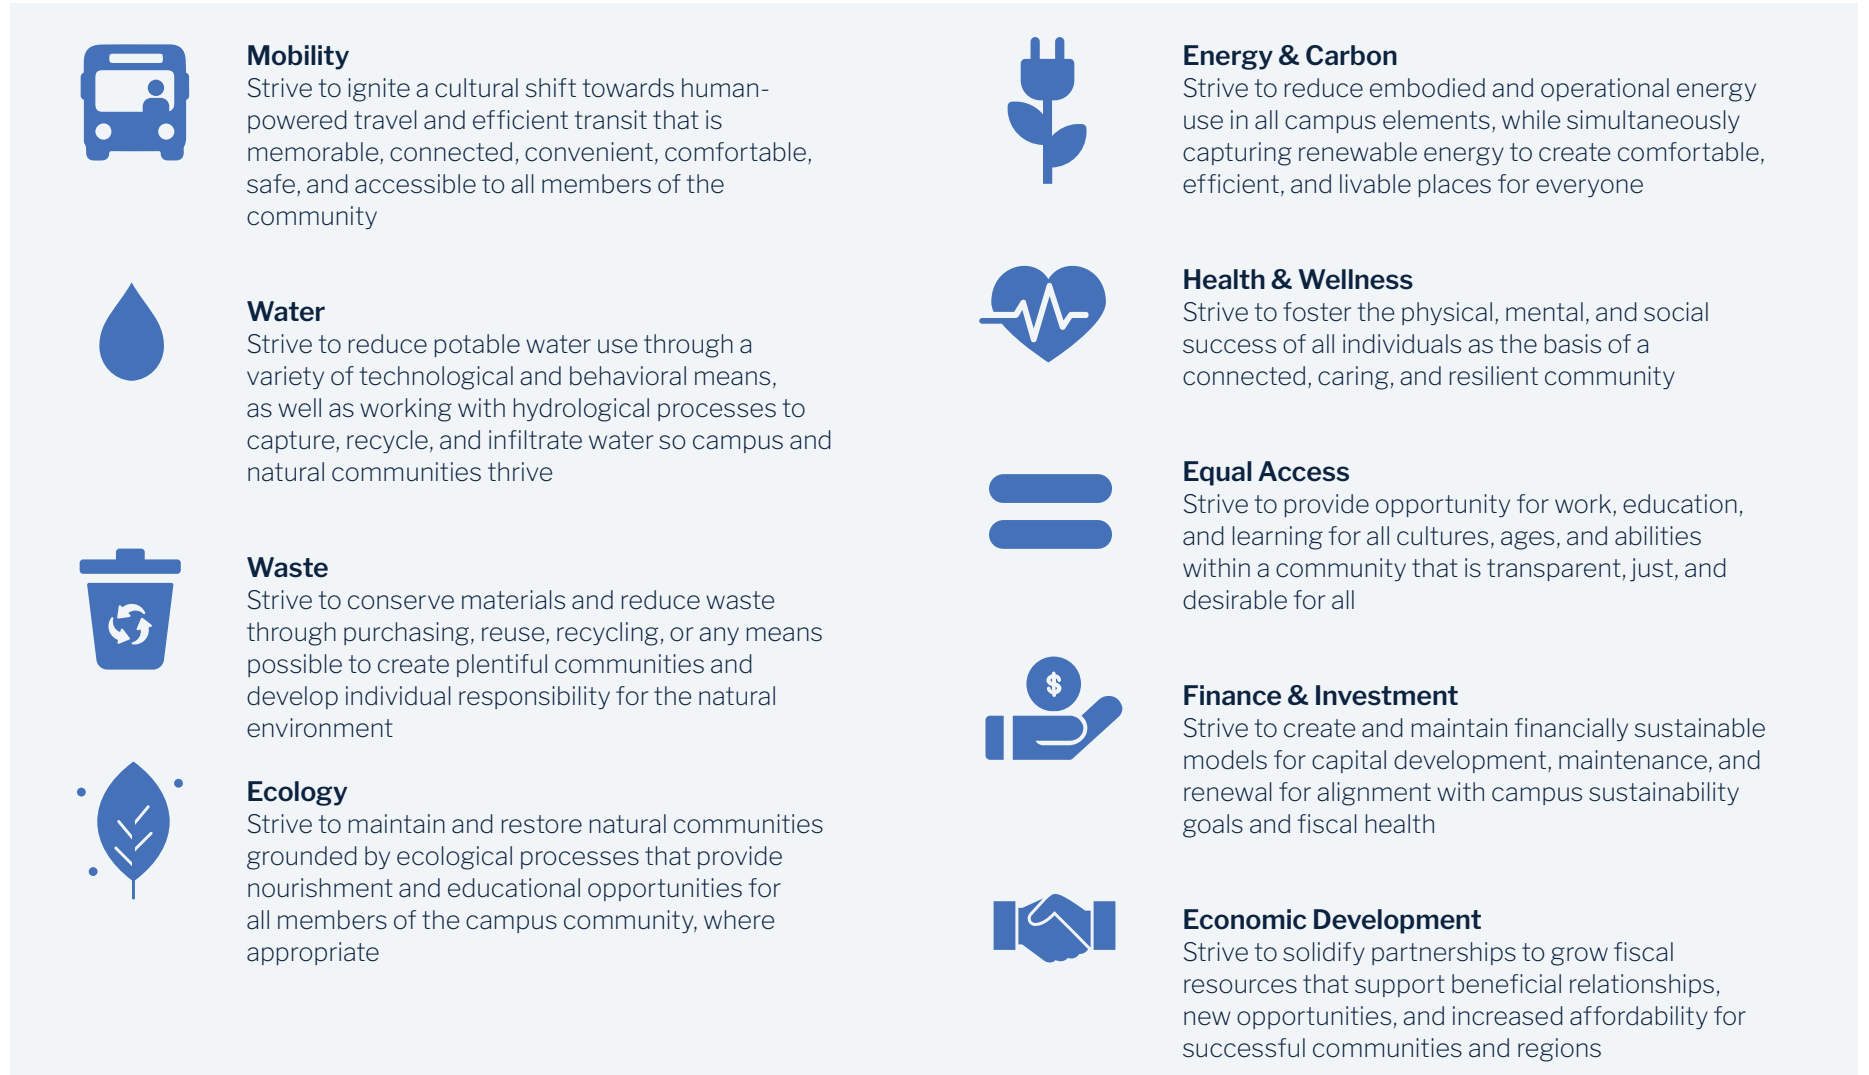 Mobility
Strive to ignite a cultural shift towards human-
powered travel and efficient transit that is
memorable, connected, convenient, comfortable,
safe, and accessible to all members of the
community
Water
Strive to reduce potable water use through a
variety of technological and behavioral means,
as well as working with hydrological processes to
capture, recycle, and infiltrate water so campus and
natural communities thrive
Waste
Strive to conserve materials and reduce waste
through purchasing, reuse, recycling, or any means
possible to create plentiful communities and
develop individual responsibility for the natural
environment
Ecology
Strive to maintain and restore natural communities
grounded by ecological processes that provide
nourishment and educational opportunities for
all members of the campus community, where
appropriate
Energy & Carbon
Strive to reduce embodied and operational energy
use in all campus elements, while simultaneously
capturing renewable energy to create comfortable,
efficient, and livable places for everyone
Health & Wellness
Strive to foster the physical, mental, and social
success of all individuals as the basis of a
connected, caring, and resilient community
Equal Access
Strive to provide opportunity for work, education,
and learning for all cultures, ages, and abilities
within a community that is transparent, just, and
desirable for all
$
Finance & Investment
Strive to create and maintain financially sustainable
models for capital development, maintenance, and
renewal for alignment with campus sustainability
goals and fiscal health
Economic Development
Strive to solidify partnerships to grow fiscal
resources that support beneficial relationships,
new opportunities, and increased affordability for
successful communities and regions